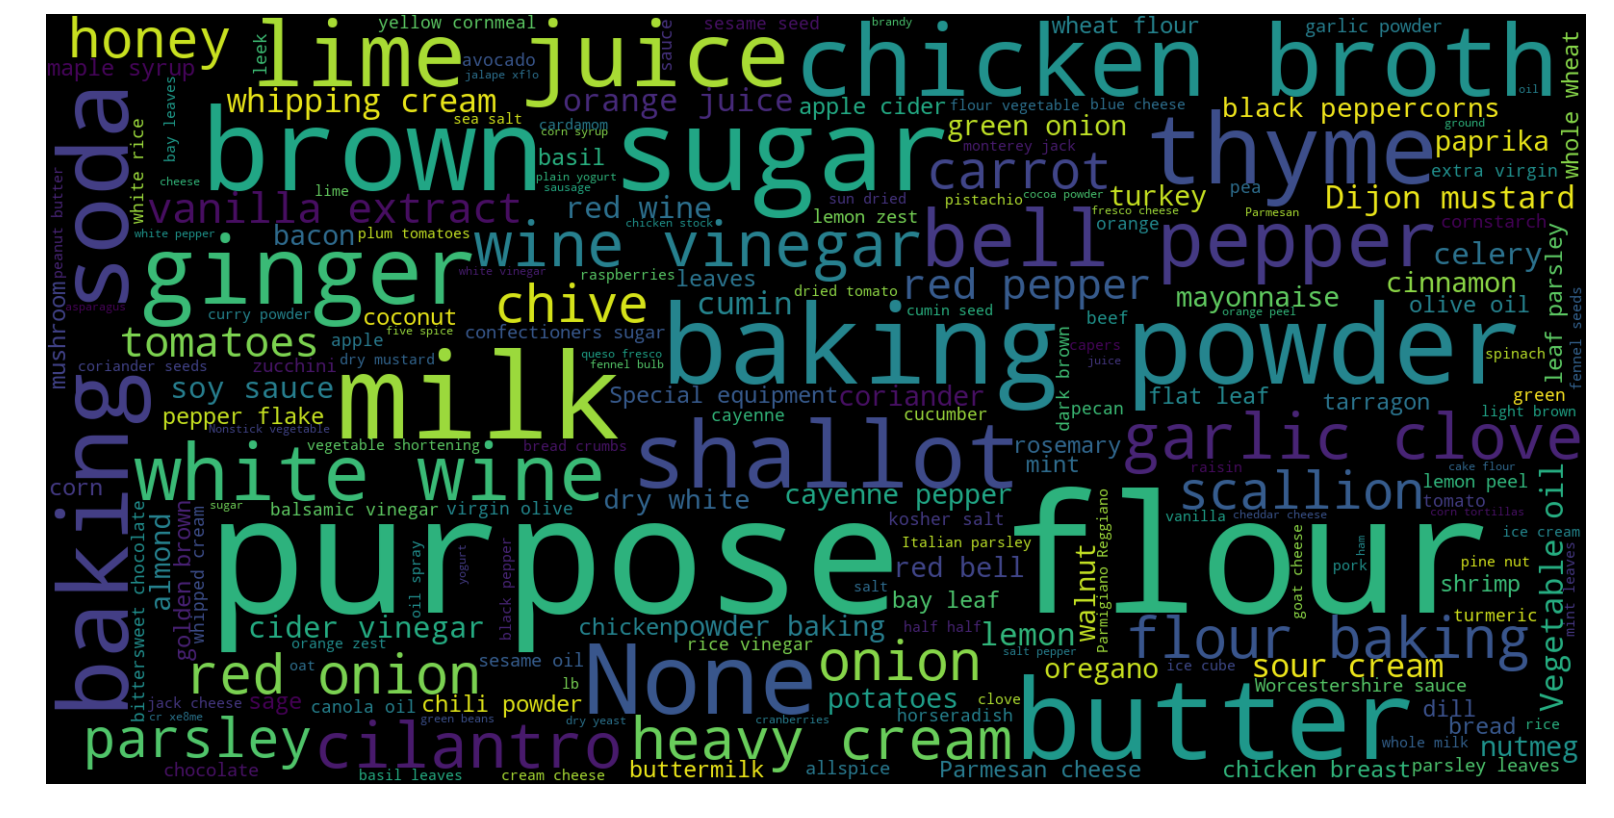 honey
lime juice
yellow cornmeal
sesame seed
brandy
wheat flour
garlic powder
chicken broth
maple syrup
leek
avocado
jalape xf1o
sauce
oil
whole wheat
whipping cream
orange juice
apple cider
flour vegetable
blue cheese
black peppercorns
sea salt
cardamom
corn syrup
green onion
ground
paprika
thyme
brown sugar
basil
monterey jack
carrot
extra virgin
bay leaves
white rice
cheese
lime
plain yogurt
sausage
pea
turkey
Dijon mustard
baking soda
peanut butter
mushroom
vanilla extract
red wine
sun dried
pistachio
cocoa powder
fresco cheese
Parmesan
lemon zest
orange
cornstarch
chicken stock
white pepper
bacon
plum tomatoes
wine vinegar
bell pepper
celery
leaf parsley
ginger
white vinegar
raspberries
leaves
red pepper
cinnamon
dried tomato
mayonnaise
olive oil
fennel seeds
asparagus
curry powder
coconut
chive
cumin
cumin seed
beef
orange peel
five spice
confectioners sugar
tomatoes
apple
baking powder
capers
juice
spinach
dry mustard
queso fresco
fennel bulb
coriander seeds
zucchini
milk
dark brown
soy sauce
Special equipment
coriander
flat leaf
tarragon
green
light brown
pepper flake
cayenne
cucumber
pecan
Nonstick vegetable
vegetable shortening
bread crumbs
shallot
rosemary
garlic clove
mint
raisin
cake flour
white wine
corn
dry white
cayenne pepper
scallion
lemon peel
tomato
sugar
balsamic vinegar
virgin olive
kosher salt
vanilla
cheddar cheese
corn tortillas
Vegetable oil
bittersweet chocolate
almond
golden brown
whipped cream
purpose flour
oil spray
yogurt
black pepper
Italian parsley
Parmigiano Reggiano
walnut
goat cheese
pork
ham
ice cream
pine nut
red bell
salt
bay leaf
shrimp
mint leaves
turmeric
cider vinegar
chicken
powder baking
half half
lemon
flour baking
orange zest
rice vinegar
salt pepper
red onion
oat
sesame oil
None
onion
oregano
ice cube
sour cream
lb
Worcestershire sauce
jack cheese
sage
canola oil
chili powder
potatoes
clove
butter
dill
cr xe8me
green beans
dry yeast
cranberries
horseradish
bread
rice
parsley
cilantro
heavy cream
whole milk
nutmeg
chocolate
basil leaves
cream cheese
buttermilk
allspice
Parmesan cheese
chicken breast
parsley leaves